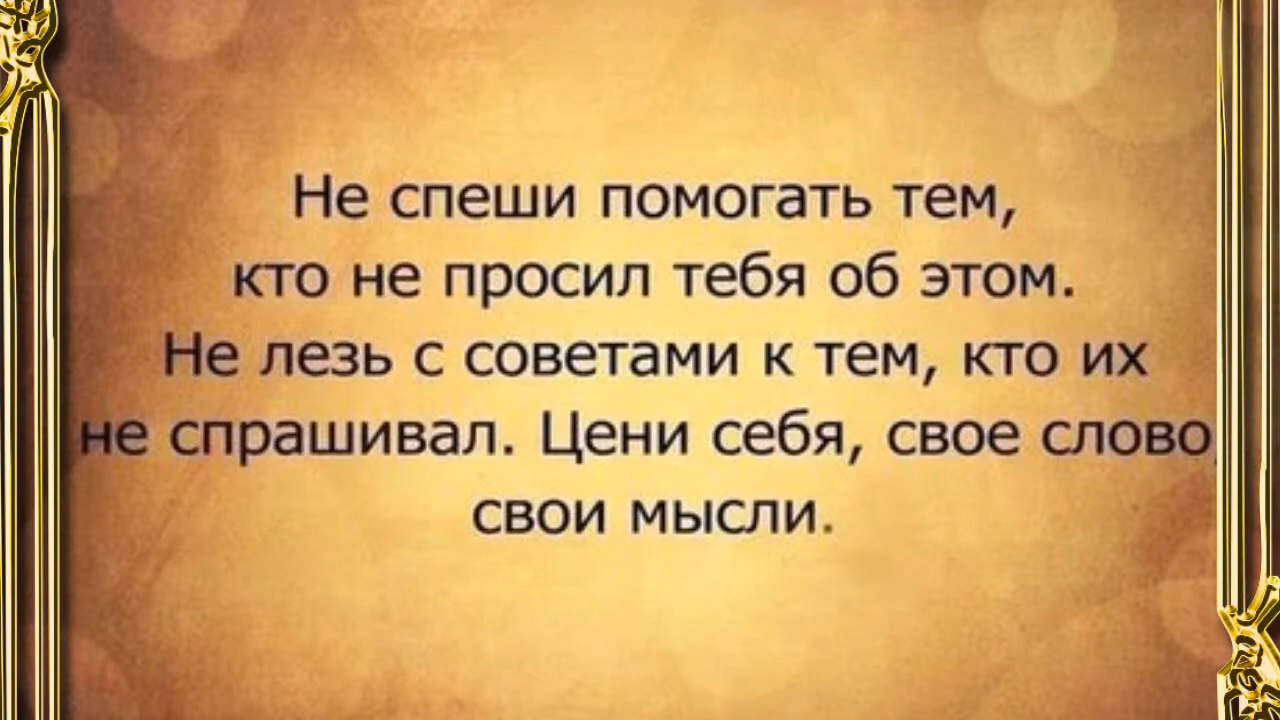 Не спеши помогать тем,
кто не просил тебя об этом.
Не лезь с советами к тем, кто их
не спрашивал. Цени себя, свое слово,
свои мысли.